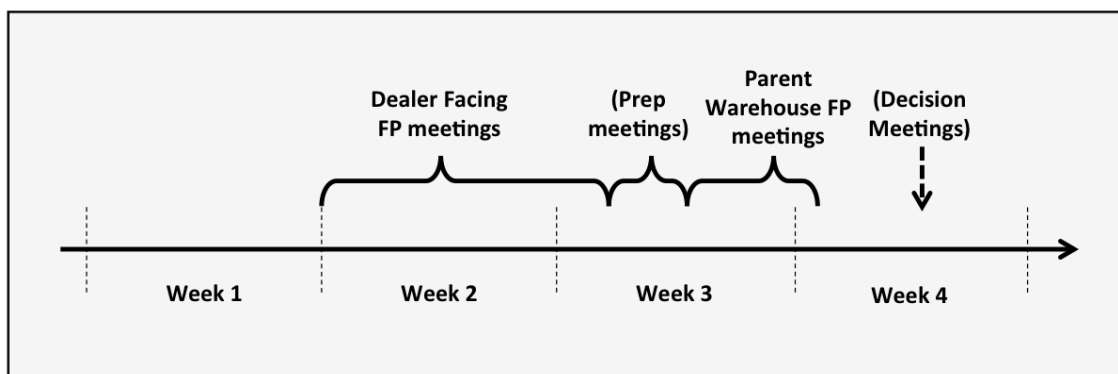 Dealer Facing
FP meetings
(Prep
meetings)
Parent
Warehouse FP
meetings
(Decision
Meetings)
Week 1
Week 2
Week 3
Week 4